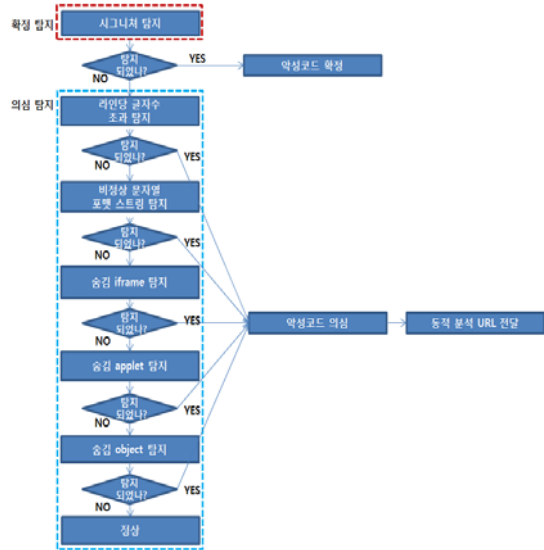 확정 탐지
시그니쳐 탐지
탐지
되었나?
YES
NO
악성코드 확정
의심 탐지
라인당 글자수
초과 탐지
탐지
되었나?
YES
NO
비정상 문자열
포맷 스트링 탐지
탐지
되었나?
YES
NO
숨김 iframe 탐지
탐지
되었나?
YES
NO
악성코드 의심
동적 분석 URL 전달
숨김 applet 탐지
탐지
되었나?
YES
NO
숨김 object 탐지
탐지
되었나?
YES
NO
정상